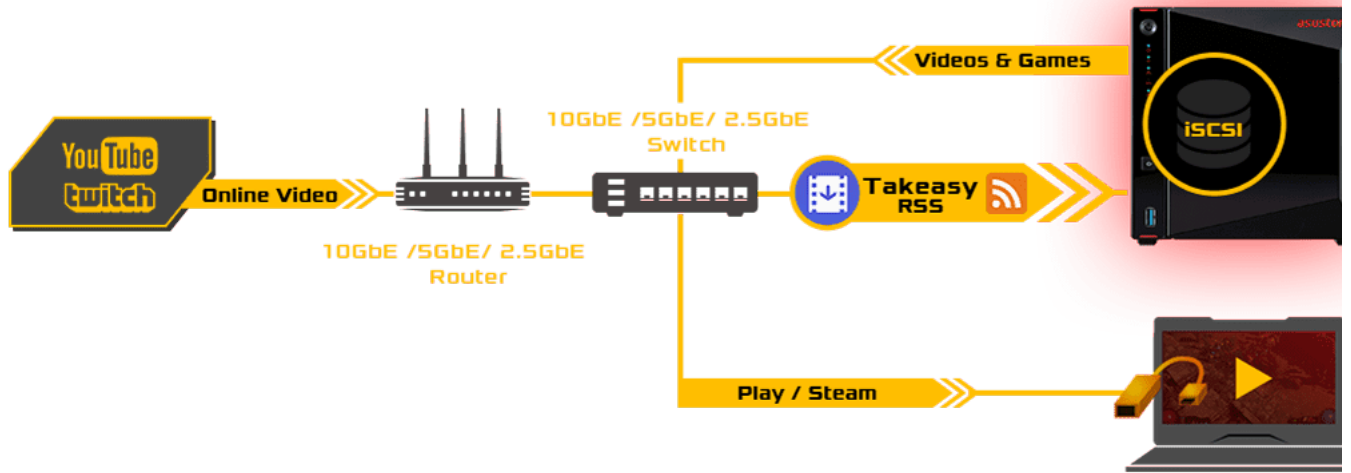 Videos & Games
asustor
iSCSI
10GbE /5GbE/ 2.5GbE
Switch
YouTube
twitch
Online Video
Takeasy
RSS
10GbE /5GbE/ 2.5GbE
Router
Play / Steam